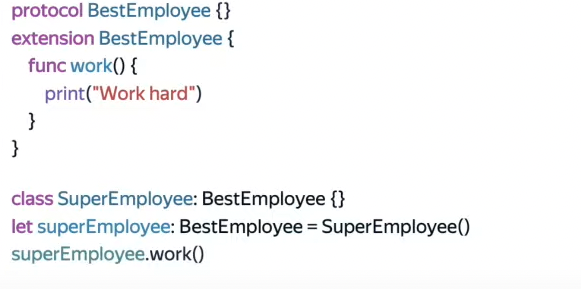 protocol BestEmployee {}
extension BestEmployee {
func work() {
print("Work hard")
}
}
class SuperEmployee: BestEmployee {}
let superEmployee: BestEmployee = SuperEmployee()
superEmployee.work()